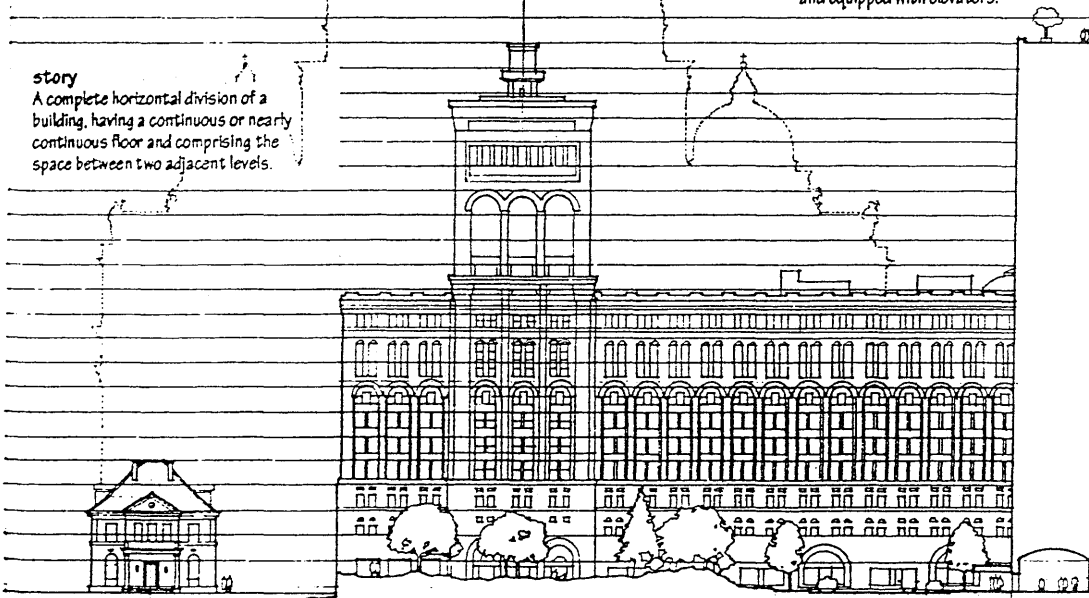 and equipped with elevators.
story
A complete horizontal division of a
building, having a continuous or nearly
continuous floor and comprising the
space between two adjacent levels.